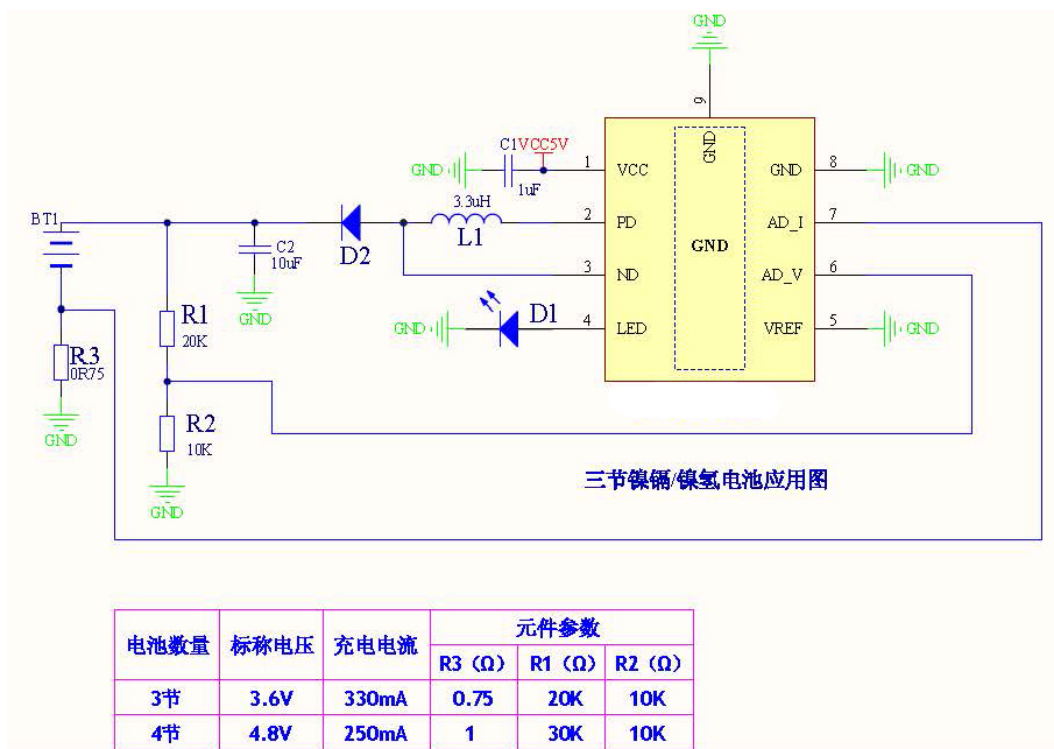 GND
9
GND
C1 VCC5V
GND
1uF
1
VCC
GND
8
GND
3.3uH
L1
2
PD
AD_I
7
BT1
D2
C2
10uF
GND
GND
3
ND
AD_V
6
R1
20K
GND
D1
4
LED
VREF
5
GND
R3
0R75
GND
R2
10K
GND
三节镍镉/镍氢电池应用图
电池数量 标称电压 充电电流 元件参数
R3（Ω） R1（Ω） R2（Ω）
3节 3.6V 330mA 0.75 20K 10K
4节 4.8V 250mA 1 30K 10K